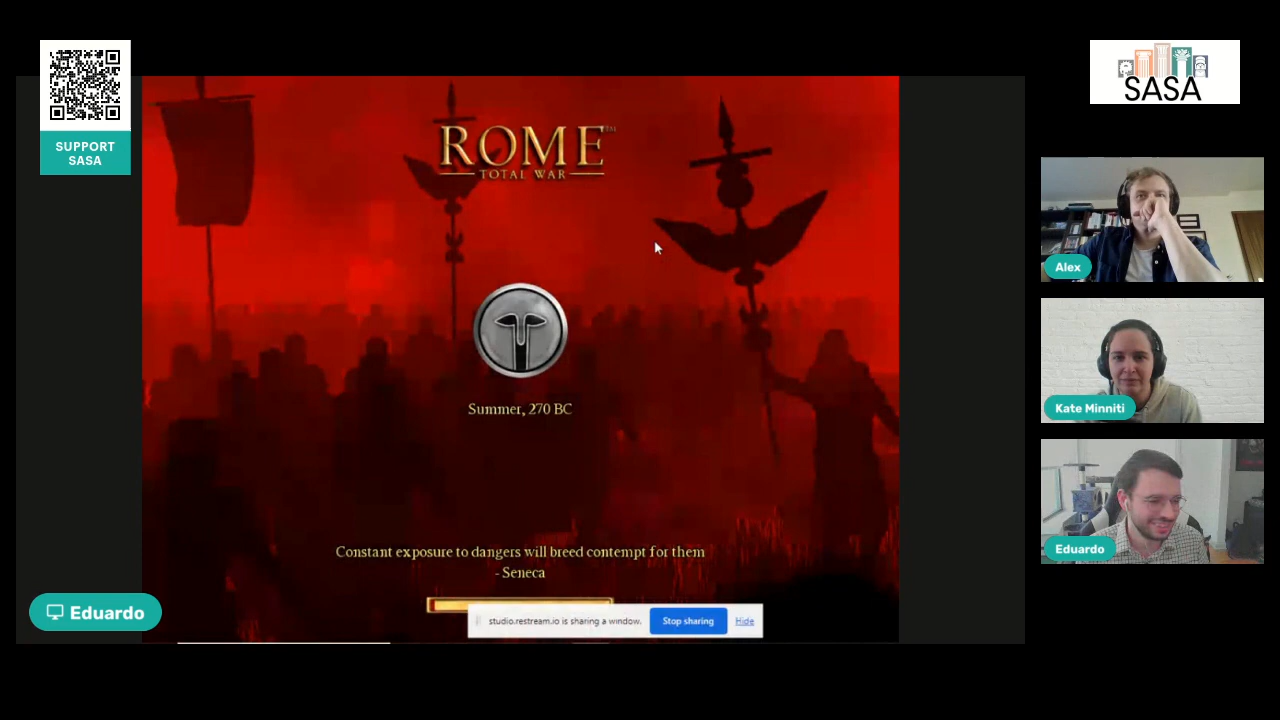 SUPPORT
SASA
SASA
ROME™
TOTAL WAR
Alex
Summer, 270 BC
Kate Minniti
Constant exposure to dangers will breed contempt for them
- Seneca
Eduardo
Eduardo
studio.restream.io is sharing a window.
Stop sharing
Hide